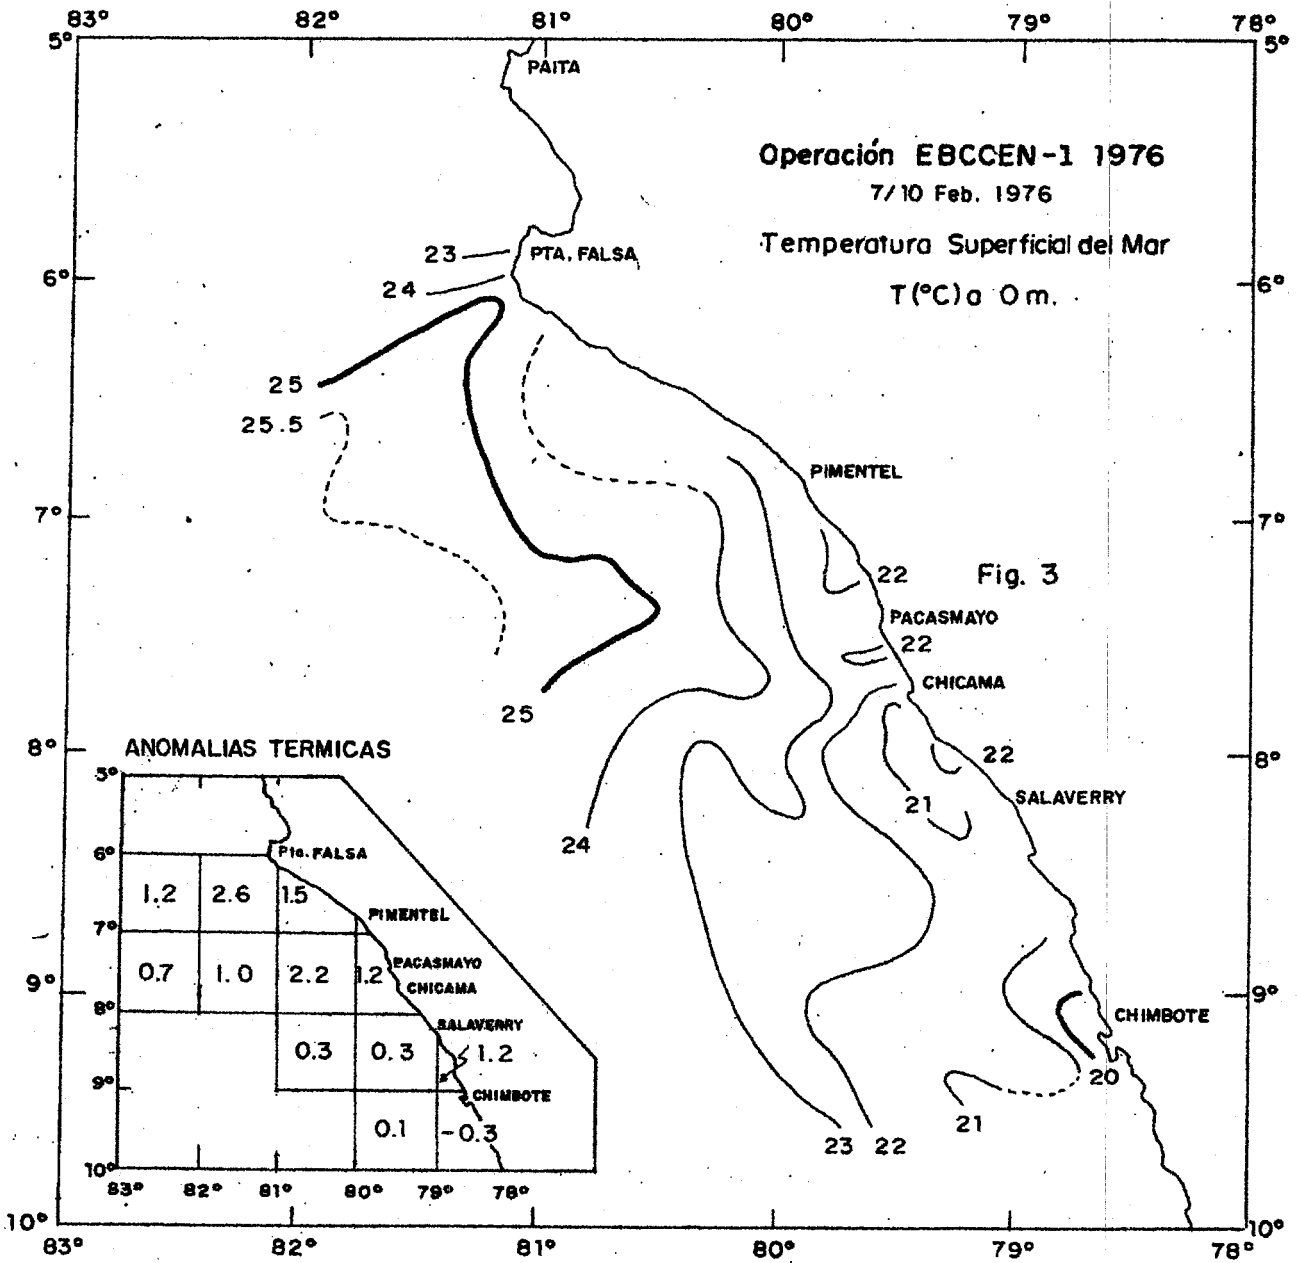 83° 82° 81° 80° 79° 78°
5° 5°
PAITA
Operación EBCCEN-1 1976
7/10 Feb. 1976
Temperatura Superficial del Mar
T(°C) a 0 m.
23 PTA. FALSA
6° 6°
24
25
25.5
PIMENTEL
7° 7°
22 Fig. 3
PACASMAYO
22
CHICAMA
25
8° 22 8°
21 SALAVERRY
24
9° 9°
CHIMBOTE
20
21
23 22
10° 10°
83° 82° 81° 80° 79° 78°
ANOMALIAS TERMICAS
5°
6° Pta. FALSA
1.2 2.6 1.5
7° PIMENTEL
0.7 1.0 2.2 1.2 PACASMAYO
CHICAMA
8° SALAVERRY
0.3 0.3 1.2
9° CHIMBOTE
0.1 -0.3
10°
83° 82° 81° 80° 79° 78°